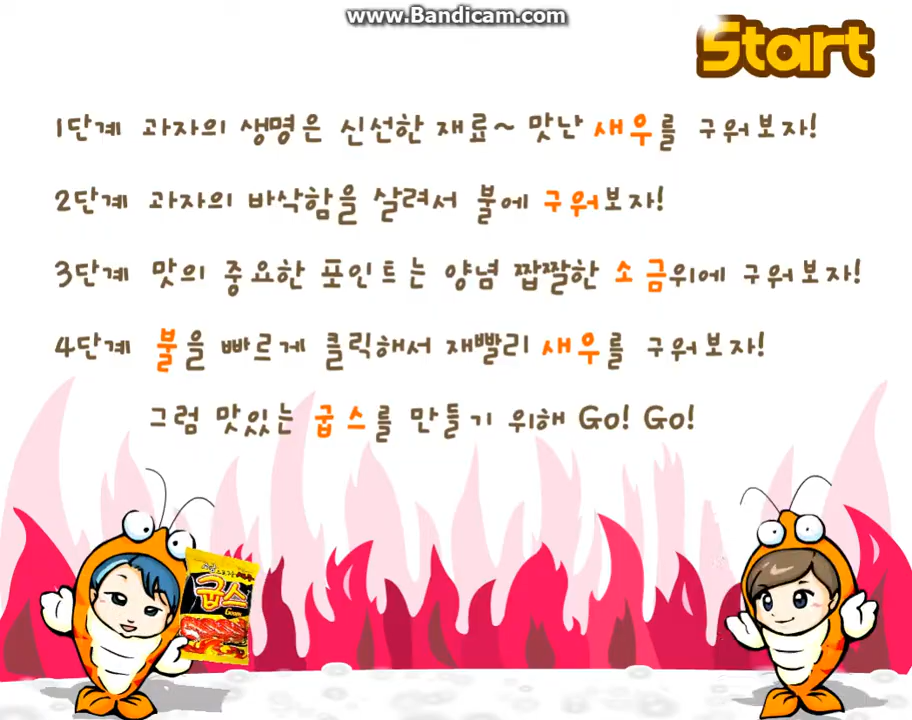 www.Bandicam.com
Start
1단계 과자의 생명은 신선한 재료~ 맛난 새우를 구워보자!
2단계 과자의 바삭함을 살려서 불에 구워보자!
3단계 맛의 중요한 포인트는 양념 짭짤한 소금위에 구워보자!
4단계 불을 빠르게 클릭해서 재빨리 새우를 구워보자!
그럼 맛있는 굽스를 만들기 위해 Go! Go!
굽스